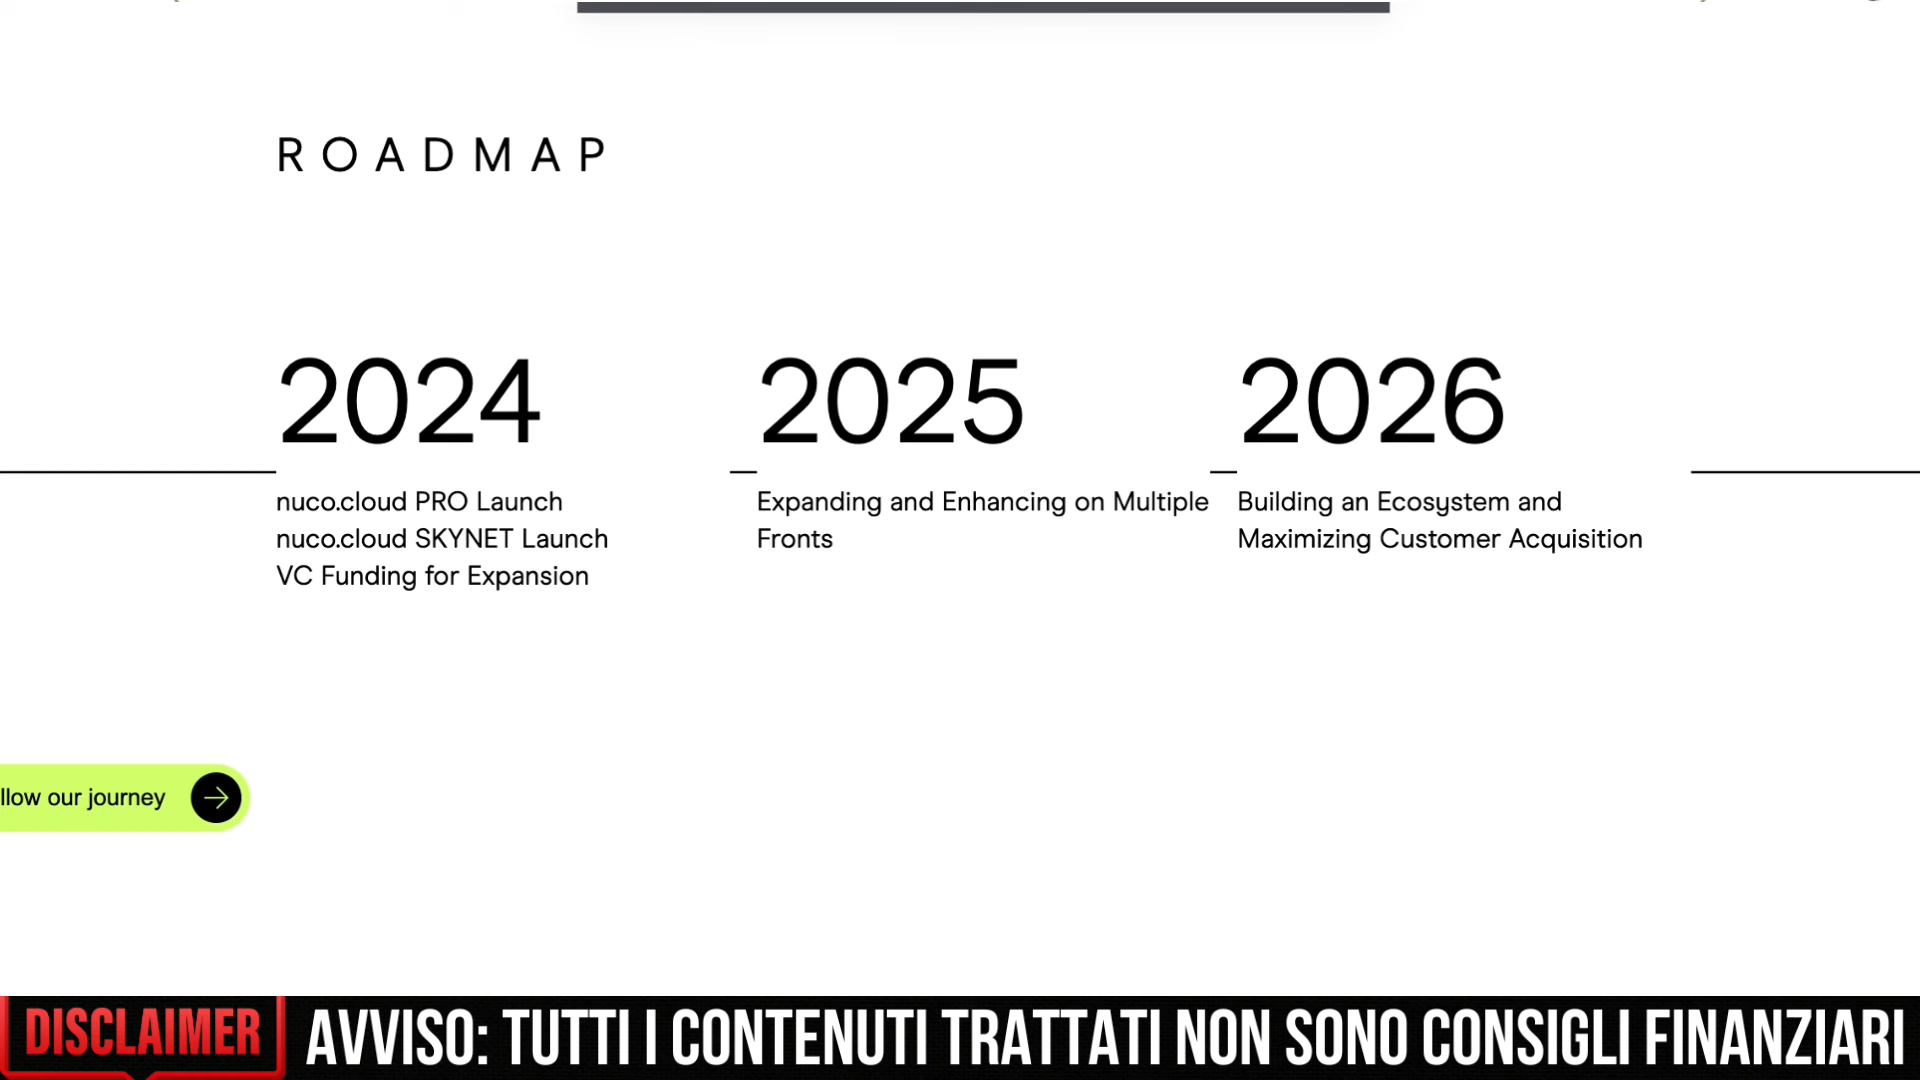 ROADMAP
2024
nuco.cloud PRO Launch
nuco.cloud SKYNET Launch
VC Funding for Expansion
2025
Expanding and Enhancing on Multiple
Fronts
2026
Building an Ecosystem and
Maximizing Customer Acquisition
llow our journey
DISCLAIMER
AVVISO: TUTTI I CONTENUTI TRATTATI NON SONO CONSIGLI FINANZIARI